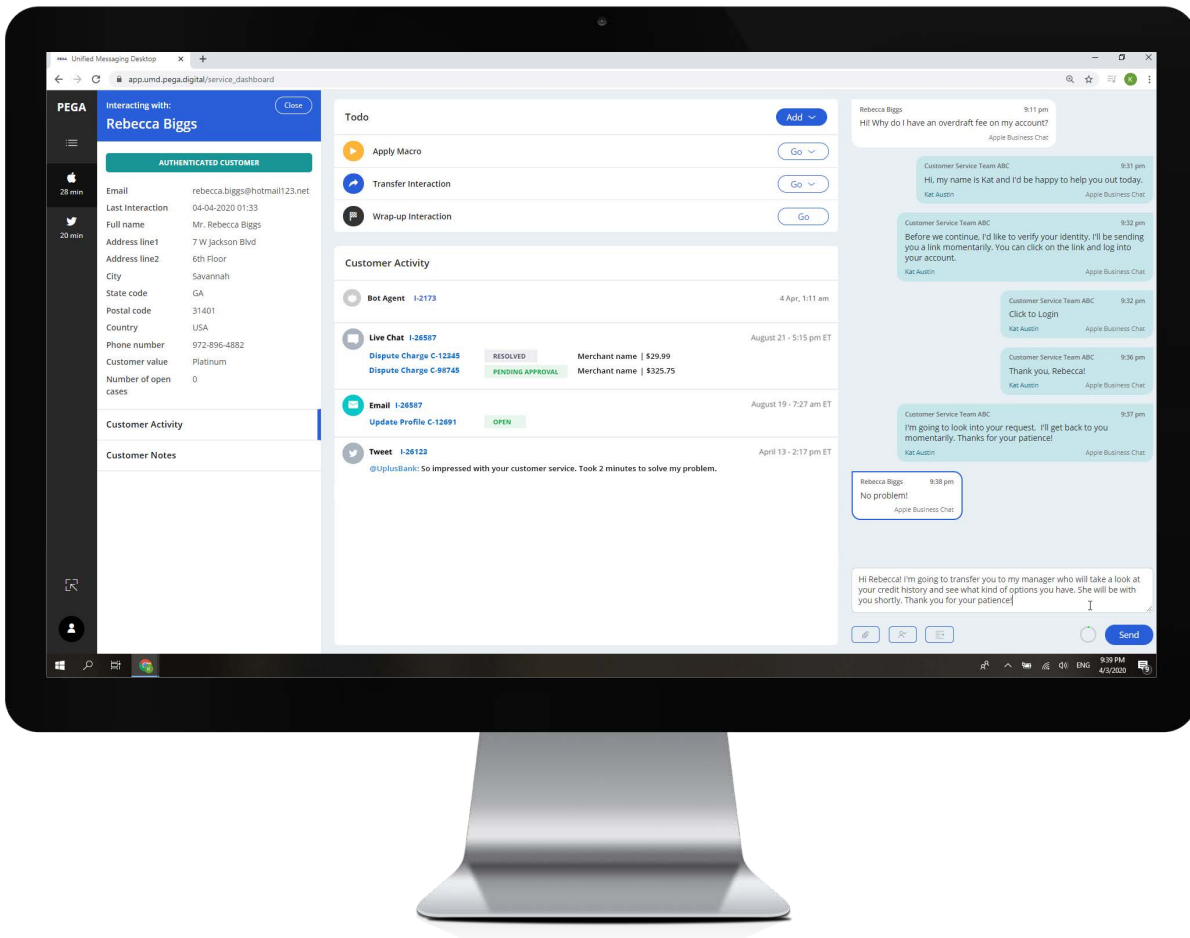 PEGA Unified Messaging Desktop
app.umd.pega.digital/service_dashboard
K
PEGA
28 min
20 min
Interacting with:
Close
Rebecca Biggs
AUTHENTICATED CUSTOMER
Email rebecca.biggs@hotmail123.net
Last Interaction 04-04-2020 01:33
Full name Mr. Rebecca Biggs
Address line1 7 W Jackson Blvd
Address line2 6th Floor
City Savannah
State code GA
Postal code 31401
Country USA
Phone number 972-896-4882
Customer value Platinum
Number of open 0
cases
Customer Activity
Customer Notes
Todo
Add
Apply Macro Go
Transfer Interaction Go
Wrap-up Interaction Go
Customer Activity
Bot Agent I-2173 4 Apr, 1:11 am
Live Chat I-26587 August 21 - 5:15 pm ET
Dispute Charge C-12345 RESOLVED Merchant name | $29.99
Dispute Charge C-98745 PENDING APPROVAL Merchant name | $325.75
Email I-26587 August 19 - 7:27 am ET
Update Profile C-12691 OPEN
Tweet I-26123 April 13 - 2:17 pm ET
@UplusBank: So impressed with your customer service. Took 2 minutes to solve my problem.
Rebecca Biggs 9:11 pm
Hi! Why do I have an overdraft fee on my account?
Apple Business Chat
Customer Service Team ABC 9:31 pm
Hi, my name is Kat and I'd be happy to help you out today.
Kat Austin Apple Business Chat
Customer Service Team ABC 9:32 pm
Before we continue, I'd like to verify your identity. I'll be sending
you a link momentarily. You can click on the link and log into
your account.
Kat Austin Apple Business Chat
Customer Service Team ABC 9:32 pm
Click to Login
Kat Austin Apple Business Chat
Customer Service Team ABC 9:36 pm
Thank you, Rebecca!
Kat Austin Apple Business Chat
Customer Service Team ABC 9:37 pm
I'm going to look into your request. I'll get back to you
momentarily. Thanks for your patience!
Kat Austin Apple Business Chat
Rebecca Biggs 9:38 pm
No problem!
Apple Business Chat
Hi Rebecca! I'm going to transfer you to my manager who will take a look at
your credit history and see what kind of options you have. She will be with
you shortly. Thank you for your patience!
Send
ENG
9:39 PM
4/3/2020
9